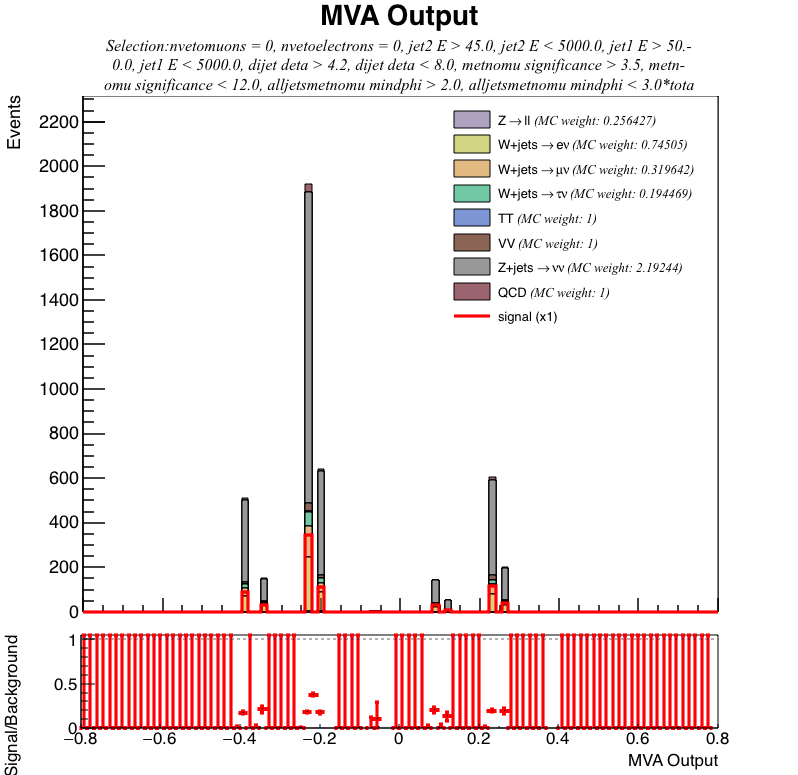 MVA Output
Selection:nvetomuons = 0, nvetoelectrons = 0, jet2 E > 45.0, jet2 E < 5000.0, jet1 E > 50.-
0.0, jet1 E < 5000.0, dijet deta > 4.2, dijet deta < 8.0, metnomu significance > 3.5, metn-
omu significance < 12.0, alljetsmetnomu mindphi > 2.0, alljetsmetnomu mindphi < 3.0*tota
Events
2200
2000
1800
1600
1400
1200
1000
800
600
400
200
0
Z→ll (MC weight: 0.256427)
W+jets→eν (MC weight: 0.74505)
W+jets→μν (MC weight: 0.319642)
W+jets→τν (MC weight: 0.194469)
TT (MC weight: 1)
VV (MC weight: 1)
Z+jets→νν (MC weight: 2.19244)
QCD (MC weight: 1)
signal (x1)
Signal/Background
1
0.5
0
−0.8 −0.6 −0.4 −0.2 0 0.2 0.4 0.6 0.8
MVA Output